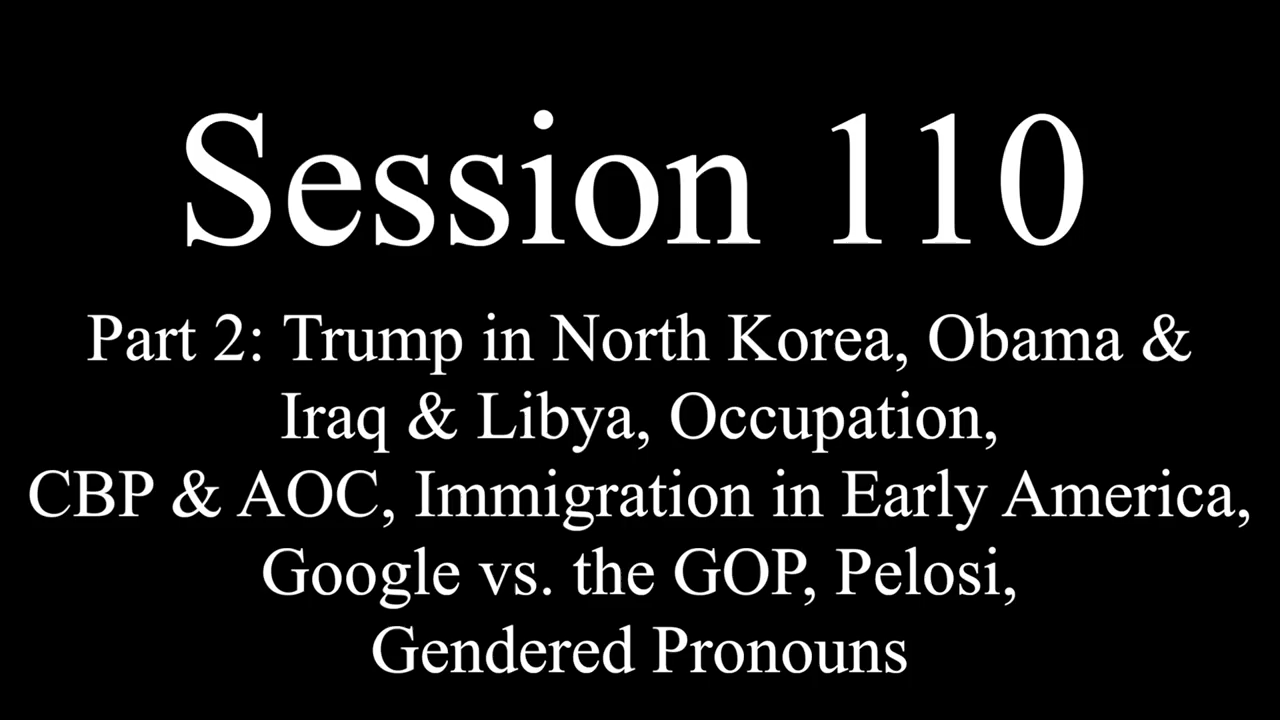 Session 110
Part 2: Trump in North Korea, Obama &
Iraq & Libya, Occupation,
CBP & AOC, Immigration in Early America,
Google vs. the GOP, Pelosi,
Gendered Pronouns